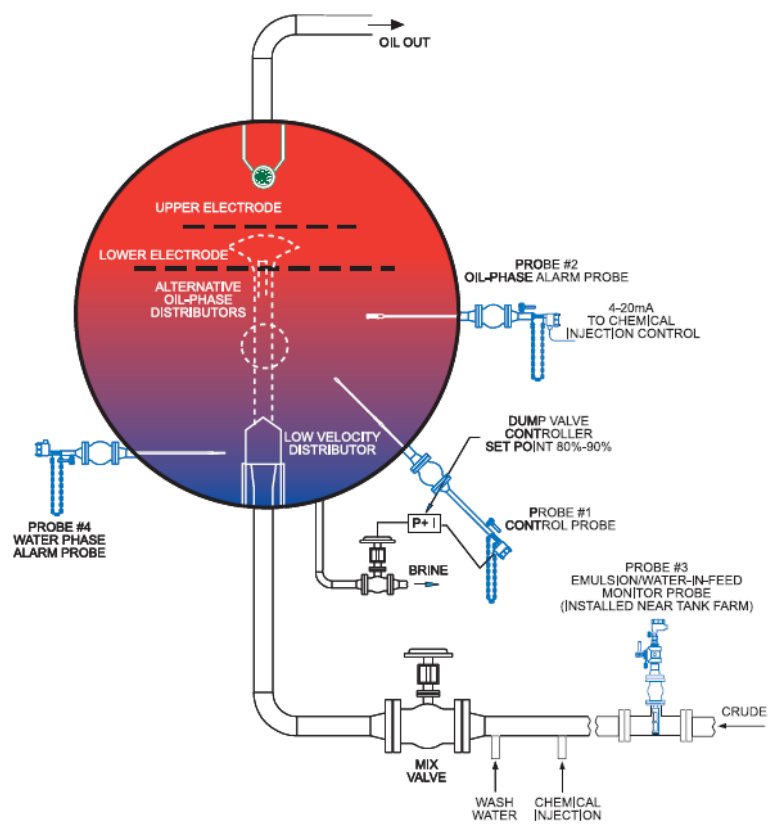 OIL OUT
UPPER ELECTRODE
LOWER ELECTRODE
ALTERNATIVE
OIL-PHASE
DISTRIBUTORS
PROBE #2
OIL-PHASE ALARM PROBE
4-20mA
TO CHEMICAL
INJECTION CONTROL
LOW VELOCITY
DISTRIBUTOR
DUMP VALVE
CONTROLLER
SET POINT 80%-90%
PROBE #4
WATER PHASE
ALARM PROBE
P+ I
PROBE #1
CONTROL PROBE
BRINE
PROBE #3
EMULSION/WATER-IN-FEED
MONITOR PROBE
(INSTALLED NEAR TANK FARM)
CRUDE
MIX
VALVE
WASH
WATER
CHEMICAL
INJECTION